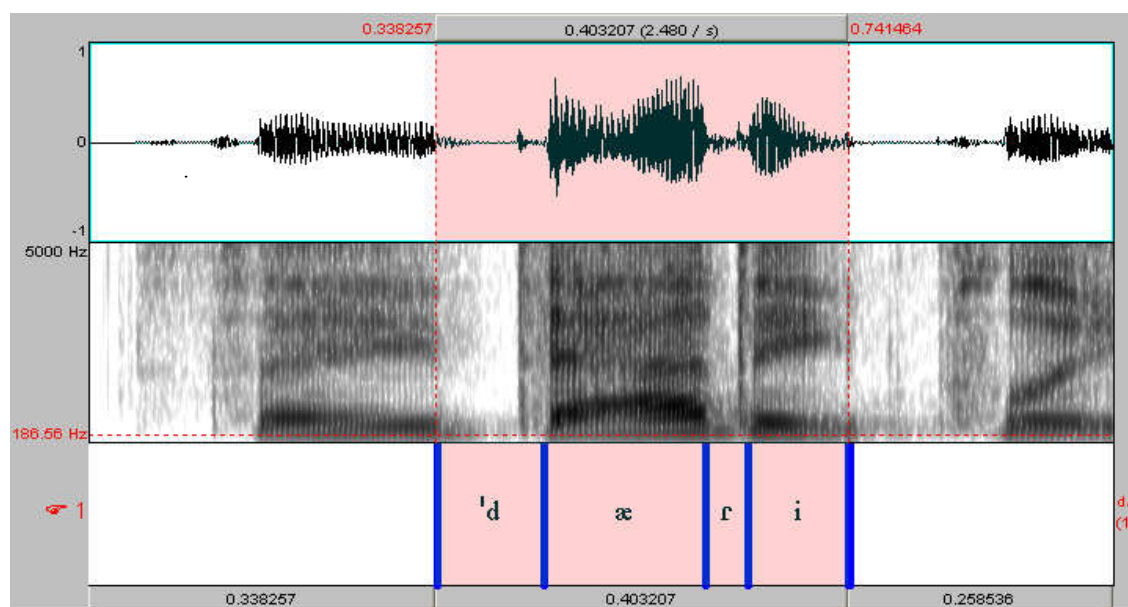 0.338257 0.403207 (2.480 / s) 0.741464
1
0
-1
5000 Hz
186.56 Hz
☞ 1 ˈd æ ɾ i d/
(1
0.338257 0.403207 0.258536